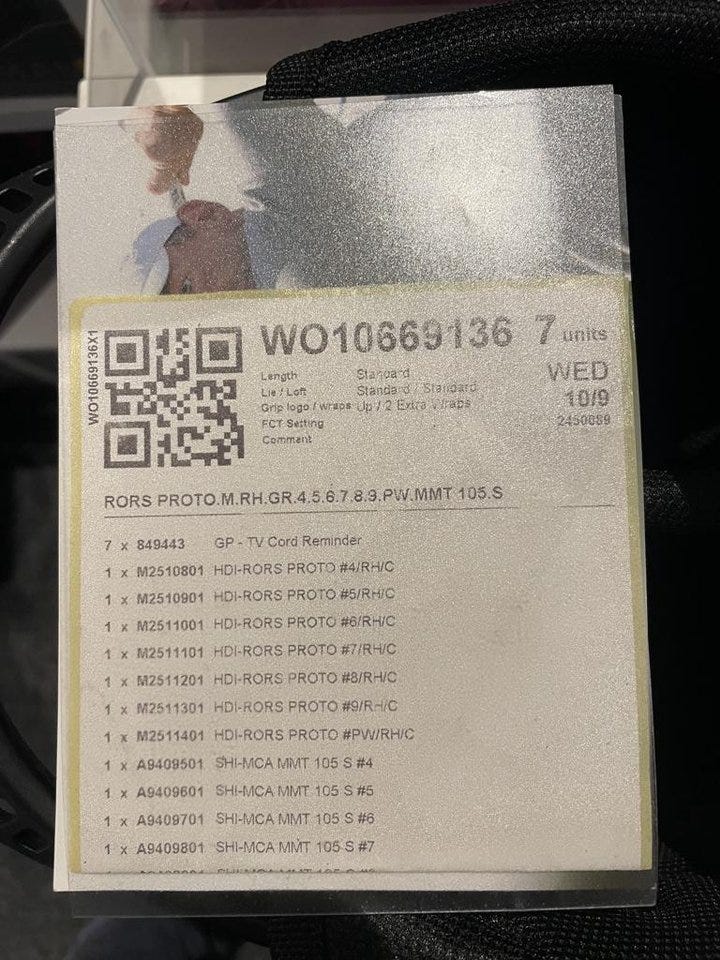 WO10669136X1
WO10669136 7 units
Length Standard WED
Lie / Loft Standard / Standard 10/9
Grip logo / wraps Up / 2 Extra Wraps 2450089
FCT Setting
Comment
RORS PROTO.M.RH.GR.4.5.6.7.8.9.PW.MMT 105.S
7 x 849443 GP - TV Cord Reminder
1 x M2510801 HDI-RORS PROTO #4/RH/C
1 x M2510901 HDI-RORS PROTO #5/RH/C
1 x M2511001 HDI-RORS PROTO #6/RH/C
1 x M2511101 HDI-RORS PROTO #7/RH/C
1 x M2511201 HDI-RORS PROTO #8/RH/C
1 x M2511301 HDI-RORS PROTO #9/RH/C
1 x M2511401 HDI-RORS PROTO #PW/RH/C
1 x A9409501 SHI-MCA MMT 105 S #4
1 x A9409601 SHI-MCA MMT 105 S #5
1 x A9409701 SHI-MCA MMT 105 S #6
1 x A9409801 SHI-MCA MMT 105 S #7